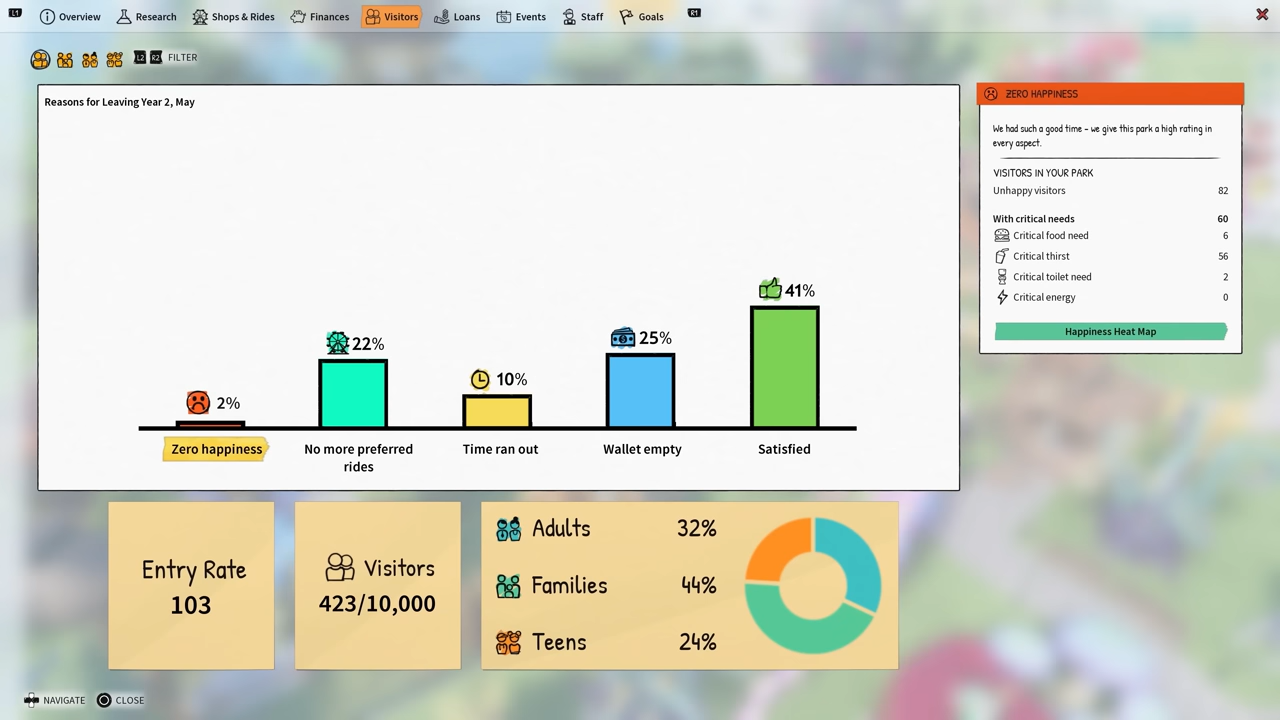 L1 Overview Research Shops & Rides Finances Visitors Loans Events Staff Goals R1
L2 R2 FILTER
Reasons for Leaving Year 2, May
2%
22%
10%
25%
41%
Zero happiness
No more preferred
rides
Time ran out
Wallet empty
Satisfied
ZERO HAPPINESS
We had such a good time - we give this park a high rating in
every aspect.
VISITORS IN YOUR PARK
Unhappy visitors 82
With critical needs 60
Critical food need 6
Critical thirst 56
Critical toilet need 2
Critical energy 0
Happiness Heat Map
Entry Rate
103
Visitors
423/10,000
Adults 32%
Families 44%
Teens 24%
NAVIGATE CLOSE